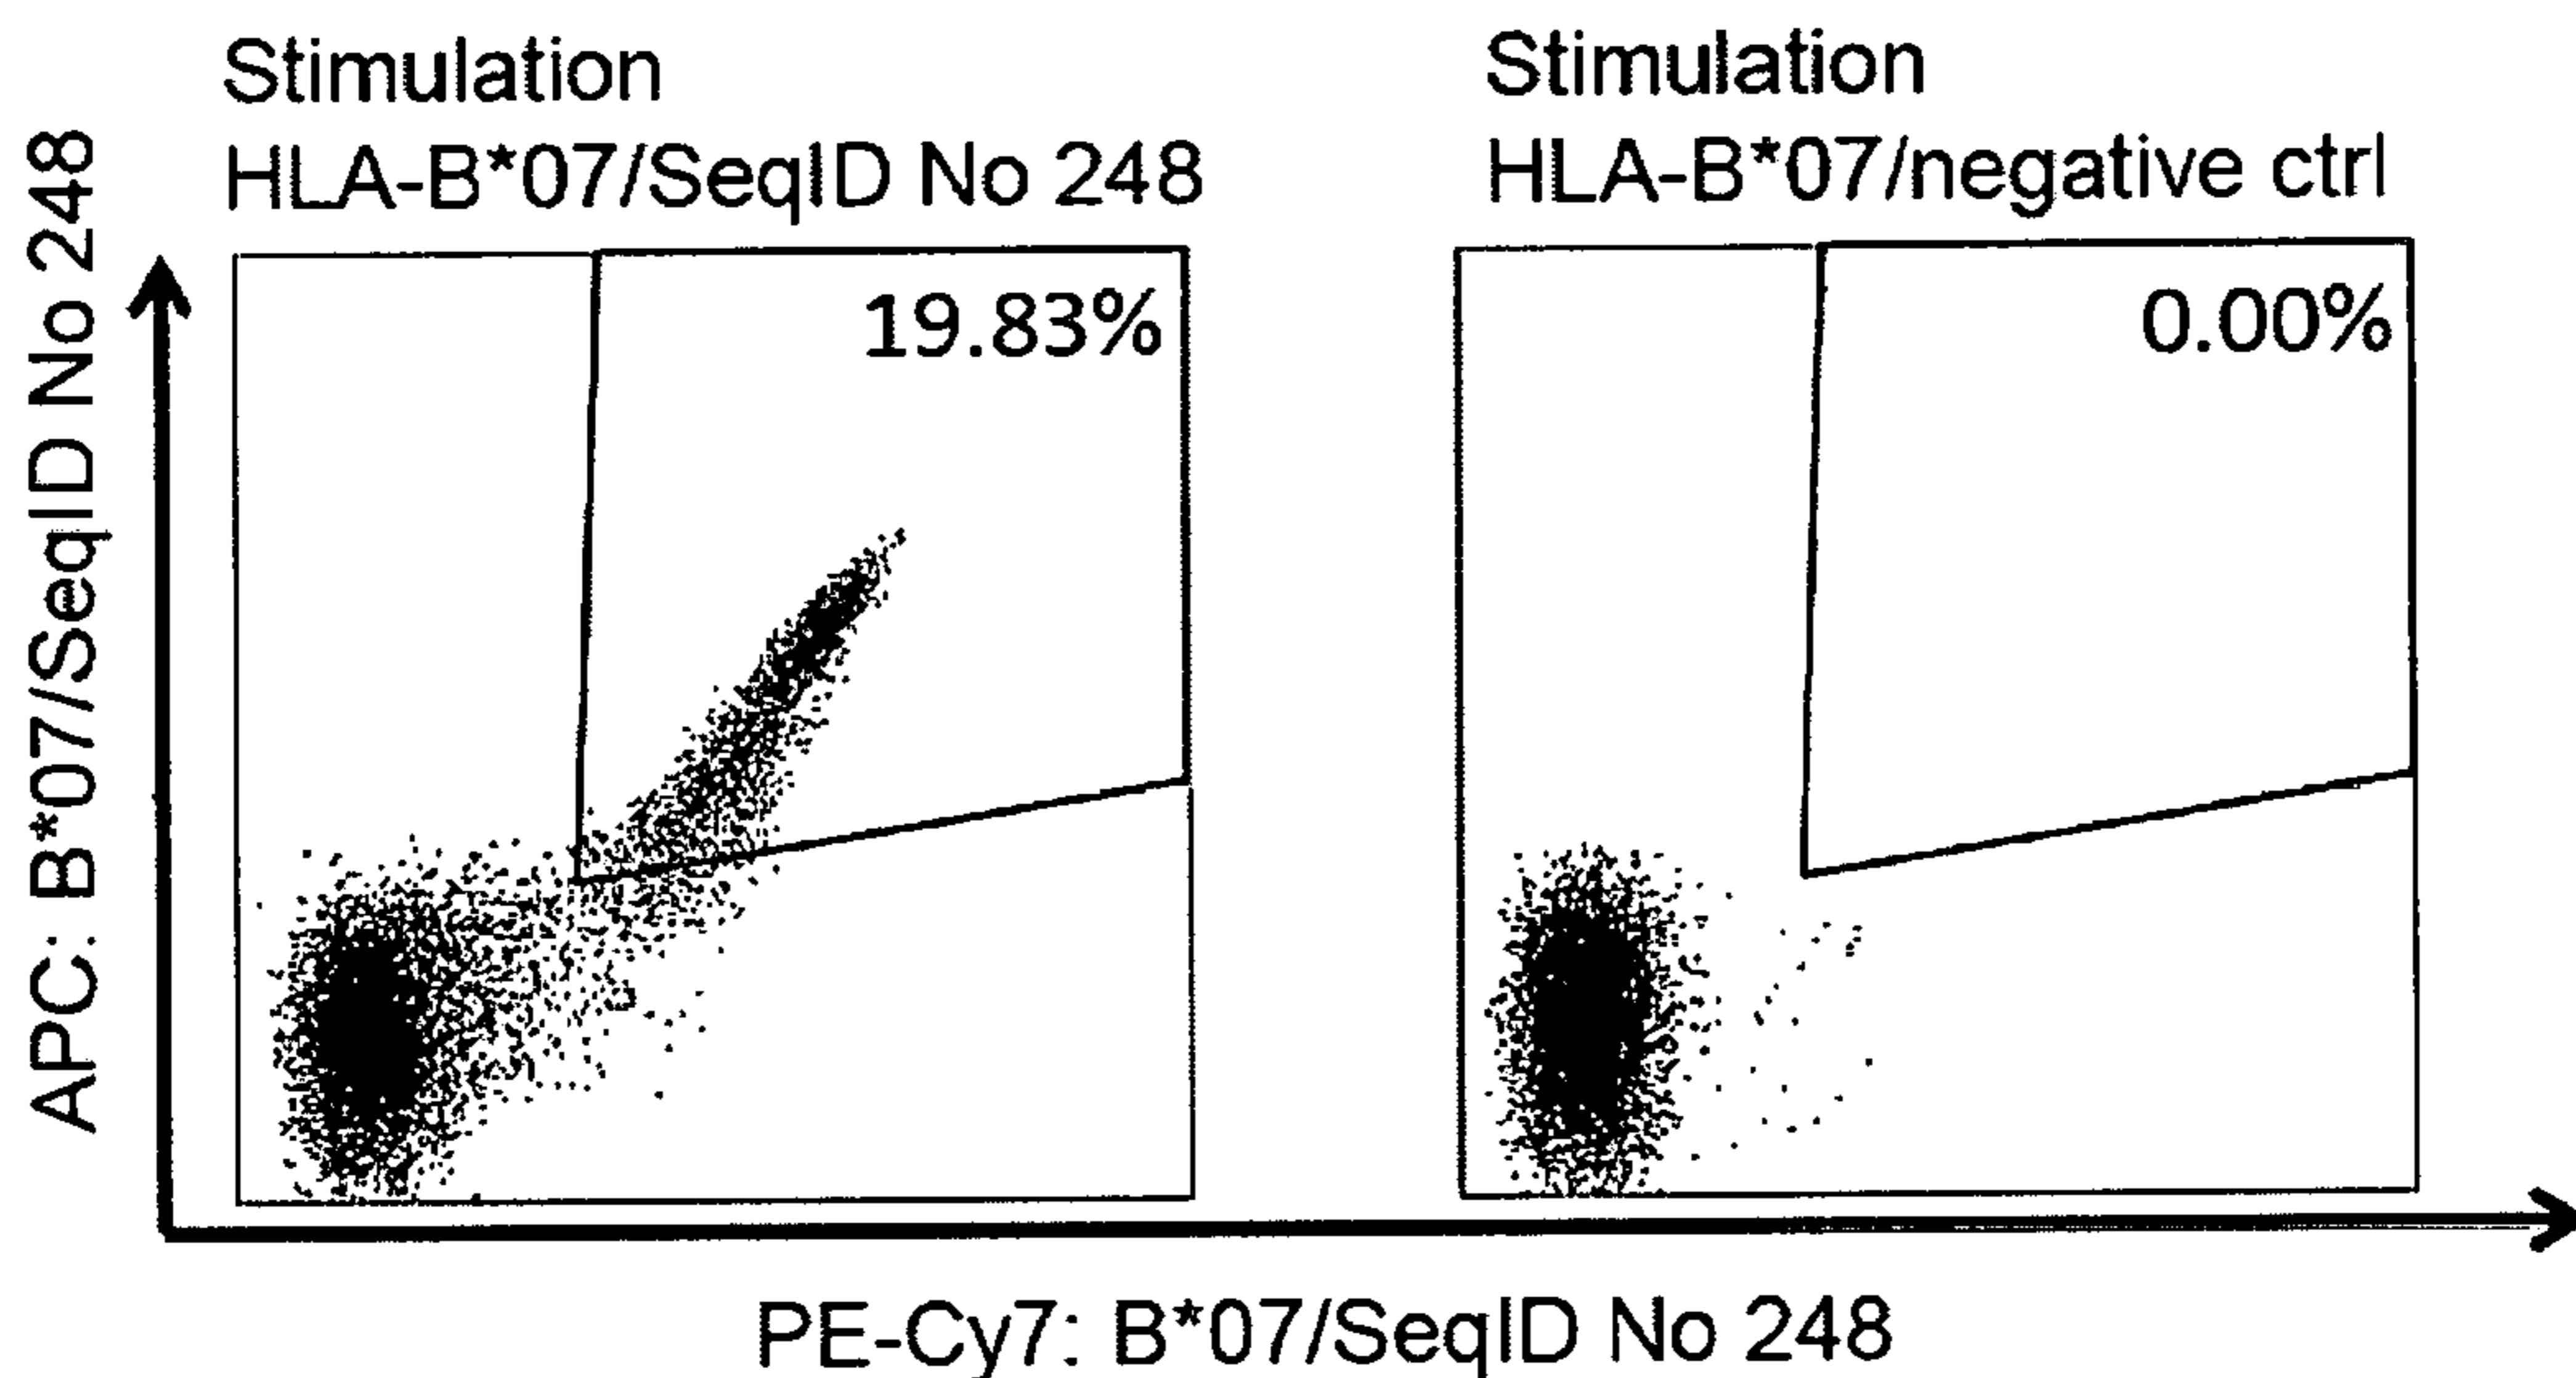 Stimulation
HLA-B*07/SeqID No 248
Stimulation
HLA-B*07/negative ctrl
APC: B*07/SeqID No 248
19.83%
0.00%
PE-Cy7: B*07/SeqID No 248